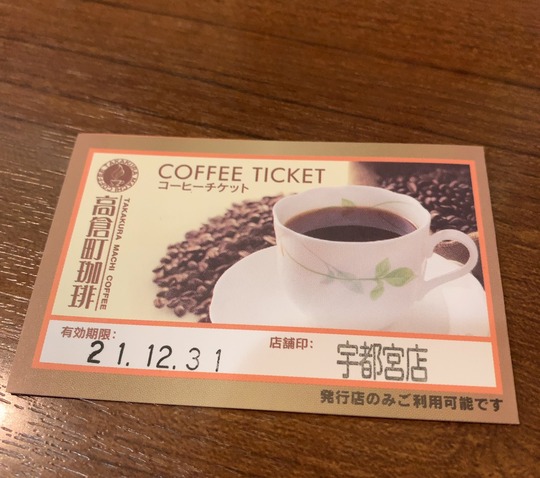 COFFEE TICKET
コーヒーチケット
高倉町珈琲
TAKAKURA MACHI COFFEE
有効期限:
21.12.31
店舗印:
宇都宮店
発行店のみご利用可能です